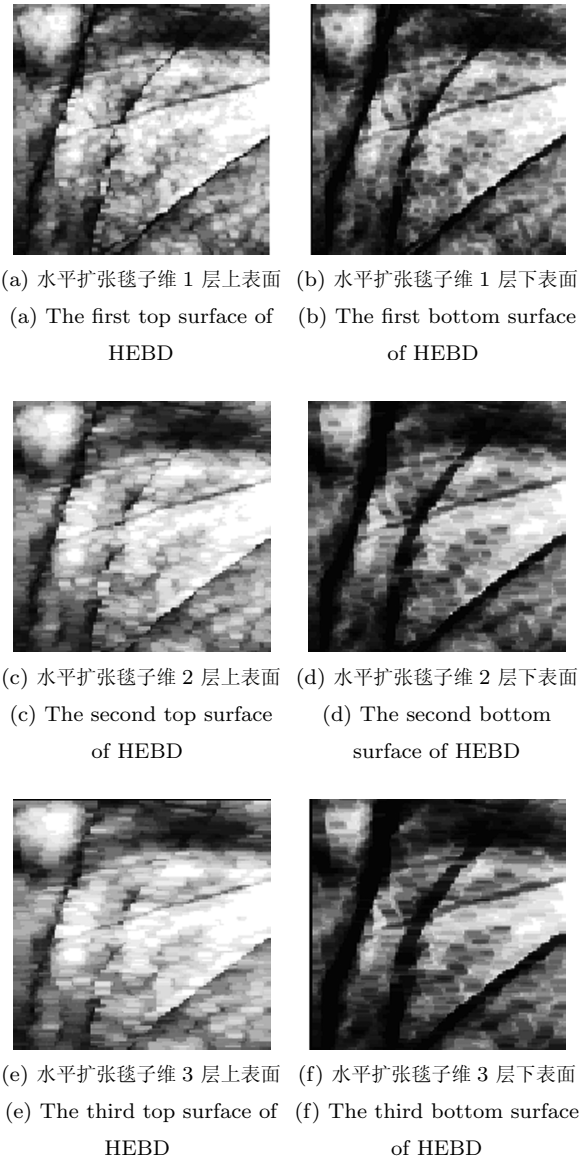 (a) 水平扩张毯子维 1 层上表面
(a) The first top surface of
HEBD
(b) 水平扩张毯子维 1 层下表面
(b) The first bottom surface
of HEBD
(c) 水平扩张毯子维 2 层上表面
(c) The second top surface
of HEBD
(d) 水平扩张毯子维 2 层下表面
(d) The second bottom
surface of HEBD
(e) 水平扩张毯子维 3 层上表面
(e) The third top surface of
HEBD
(f) 水平扩张毯子维 3 层下表面
(f) The third bottom surface
of HEBD